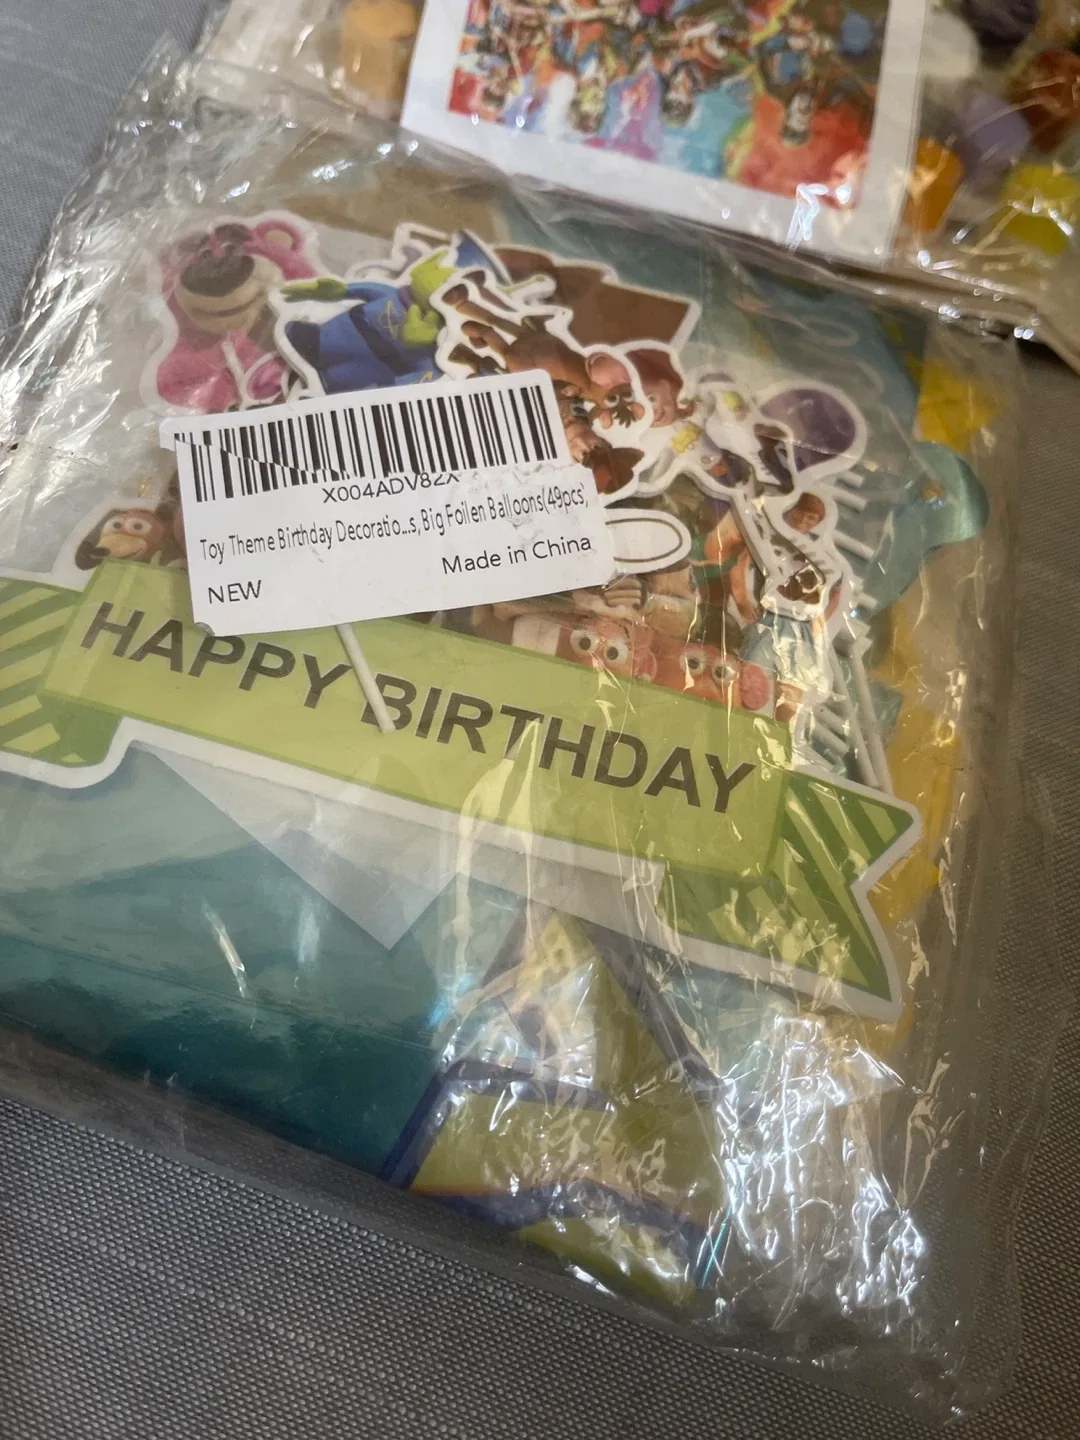 X004ADV82X
Toy Theme Birthday Decoratio...s, Big Foilen Balloons(49pcs),
NEW
Made in China
HAPPY BIRTHDAY